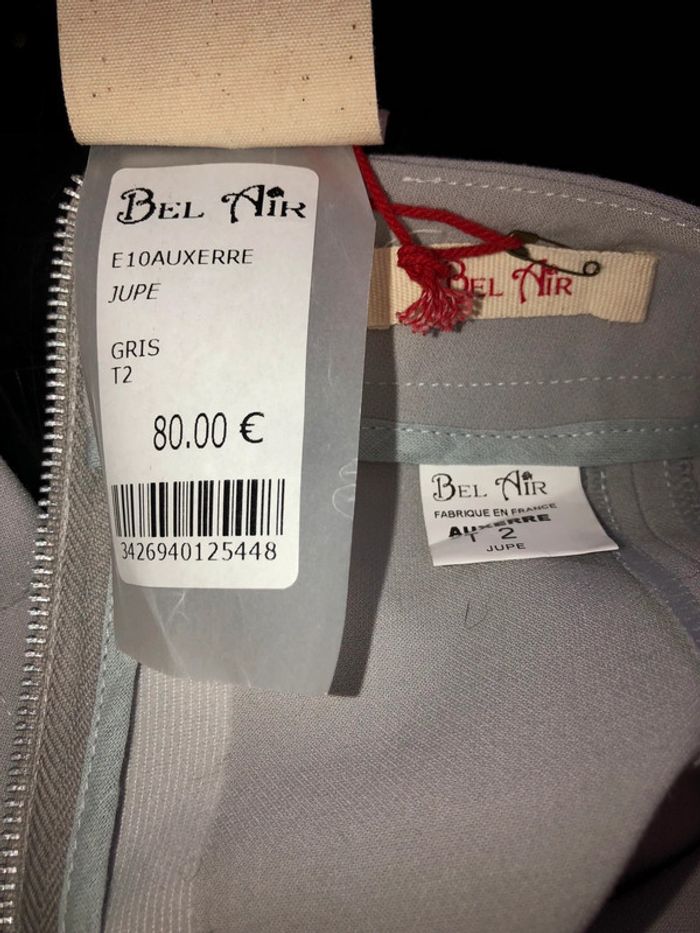 BEL AIR
E10AUXERRE
JUPE
GRIS
T2
80.00 €
3426940125448
BEL AIR
BEL AIR
FABRIQUE EN FRANCE
AUXERRE
T 2
JUPE